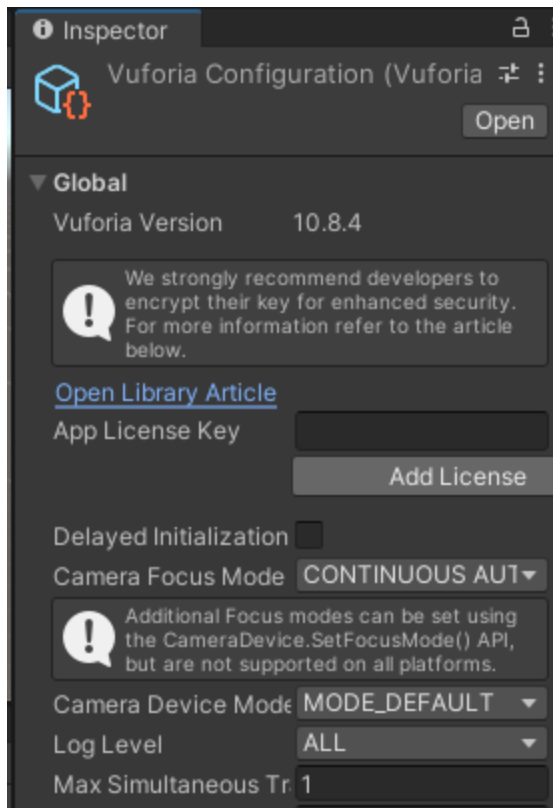 Inspector
Vuforia Configuration (Vuforia
Open
Global
Vuforia Version 10.8.4
We strongly recommend developers to
encrypt their key for enhanced security.
For more information refer to the article
below.
Open Library Article
App License Key
Add License
Delayed Initialization
Camera Focus Mode CONTINUOUS AUT
Additional Focus modes can be set using
the CameraDevice.SetFocusMode() API,
but are not supported on all platforms.
Camera Device Mode MODE_DEFAULT
Log Level ALL
Max Simultaneous Tr 1